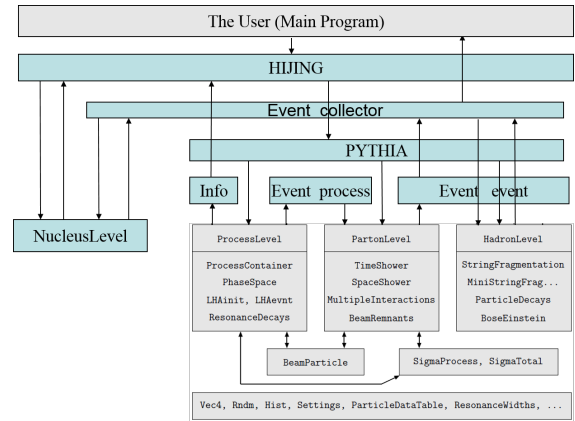 The User (Main Program)
HIJING
Event collector
PYTHIA
Info
Event process
Event event
NucleusLevel
ProcessLevel
ProcessContainer
PhaseSpace
LHAinit, LHAevnt
ResonanceDecays
PartonLevel
TimeShower
SpaceShower
MultipleInteractions
BeamRemnants
HadronLevel
StringFragmentation
MiniStringFrag...
ParticleDecays
BoseEinstein
BeamParticle
SigmaProcess, SigmaTotal
Vec4, Rndm, Hist, Settings, ParticleDataTable, ResonanceWidths, ...